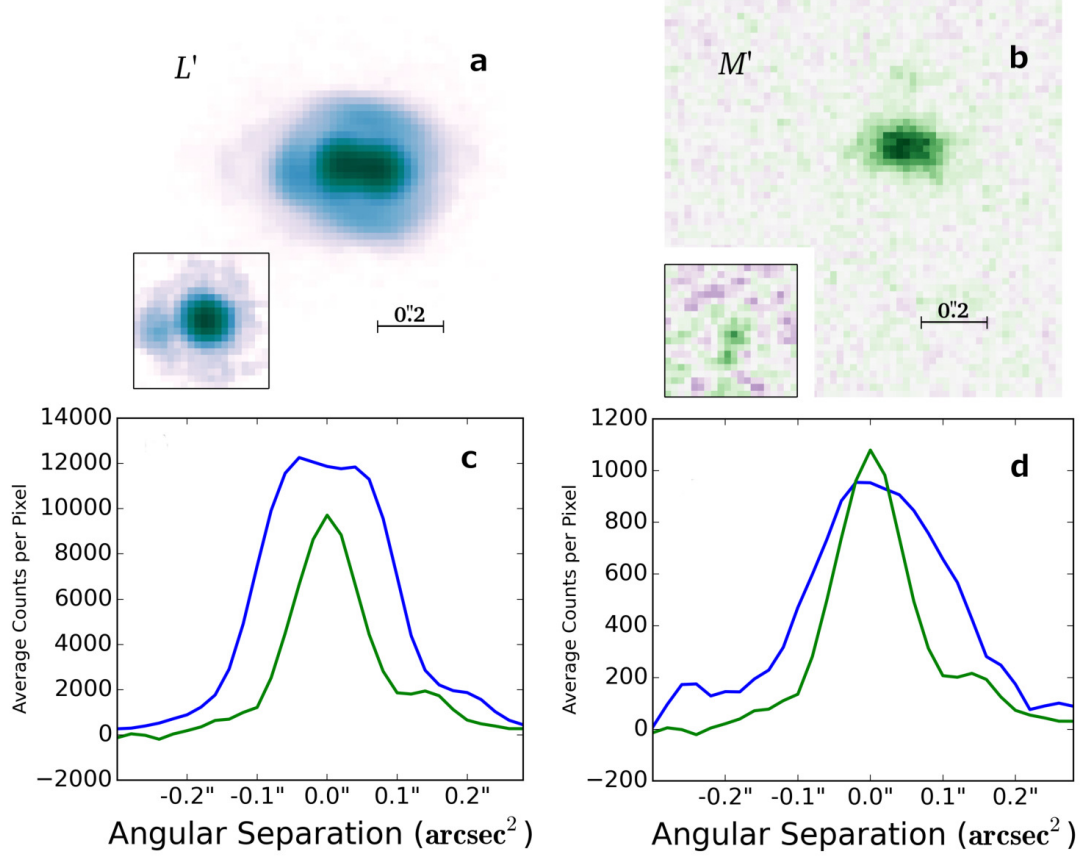 L'
a
0".2
M'
b
0".2
14000
12000
10000
8000
6000
4000
2000
0
−2000
Average Counts per Pixel
c
-0.2"
-0.1"
0.0"
0.1"
0.2"
Angular Separation (arcsec²)
1200
1000
800
600
400
200
0
−200
Average Counts per Pixel
d
-0.2"
-0.1"
0.0"
0.1"
0.2"
Angular Separation (arcsec²)